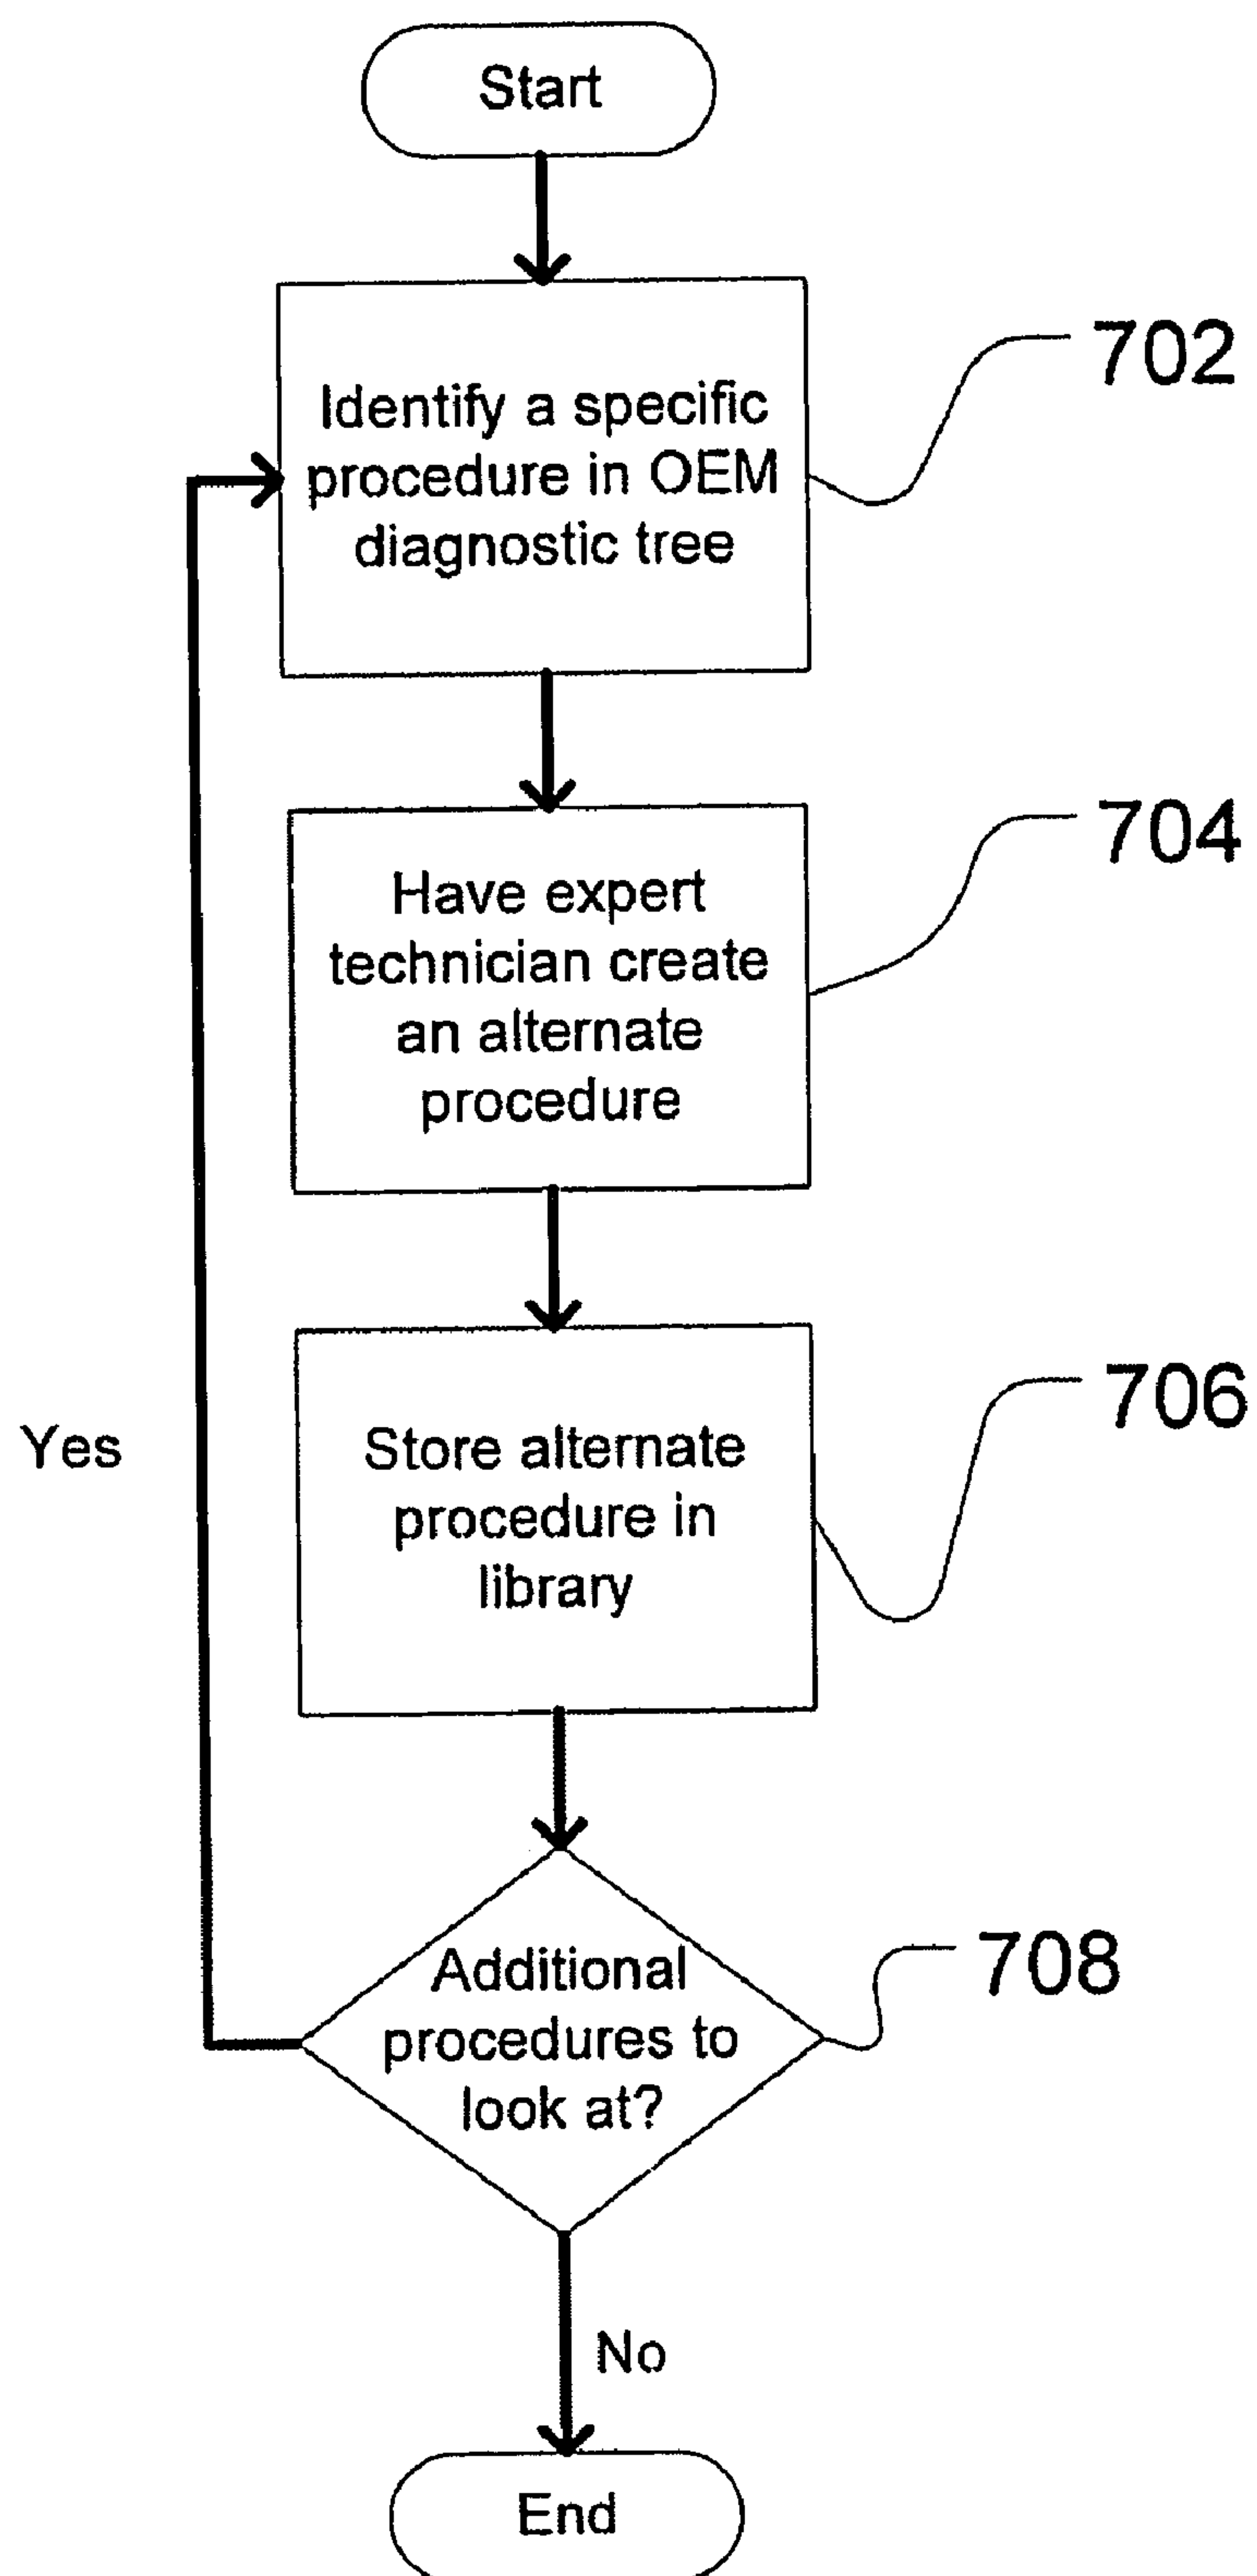 Start
Identify a specific
procedure in OEM
diagnostic tree
702
Have expert
technician create
an alternate
procedure
704
Store alternate
procedure in
library
706
Yes
Additional
procedures to
look at?
708
No
End